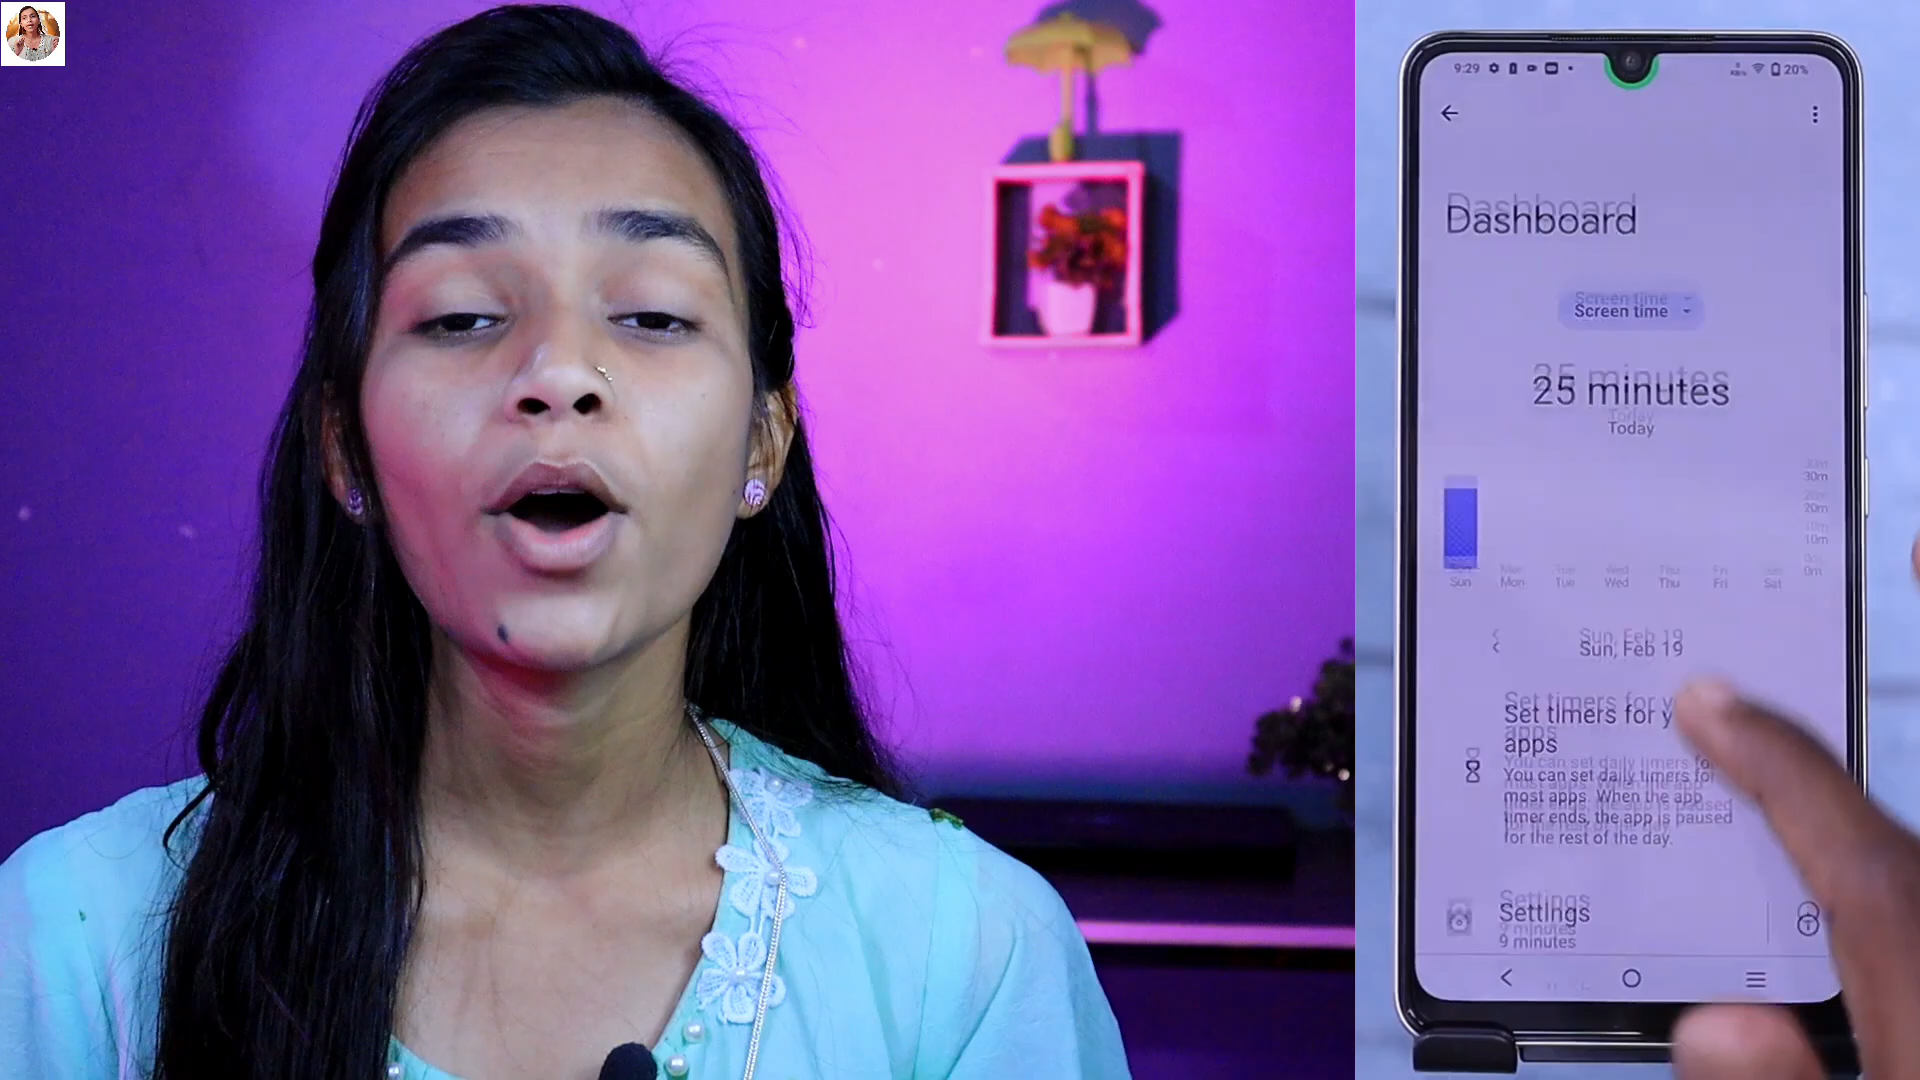 9:29
20%
Dashboard
Screen time
25 minutes
Today
30m
20m
10m
0m
Sun Mon Tue Wed Thu Fri Sat
Sun, Feb 19
Set timers for y
apps
You can set daily timers for
most apps. When the app
timer ends, the app is paused
for the rest of the day.
Settings
9 minutes